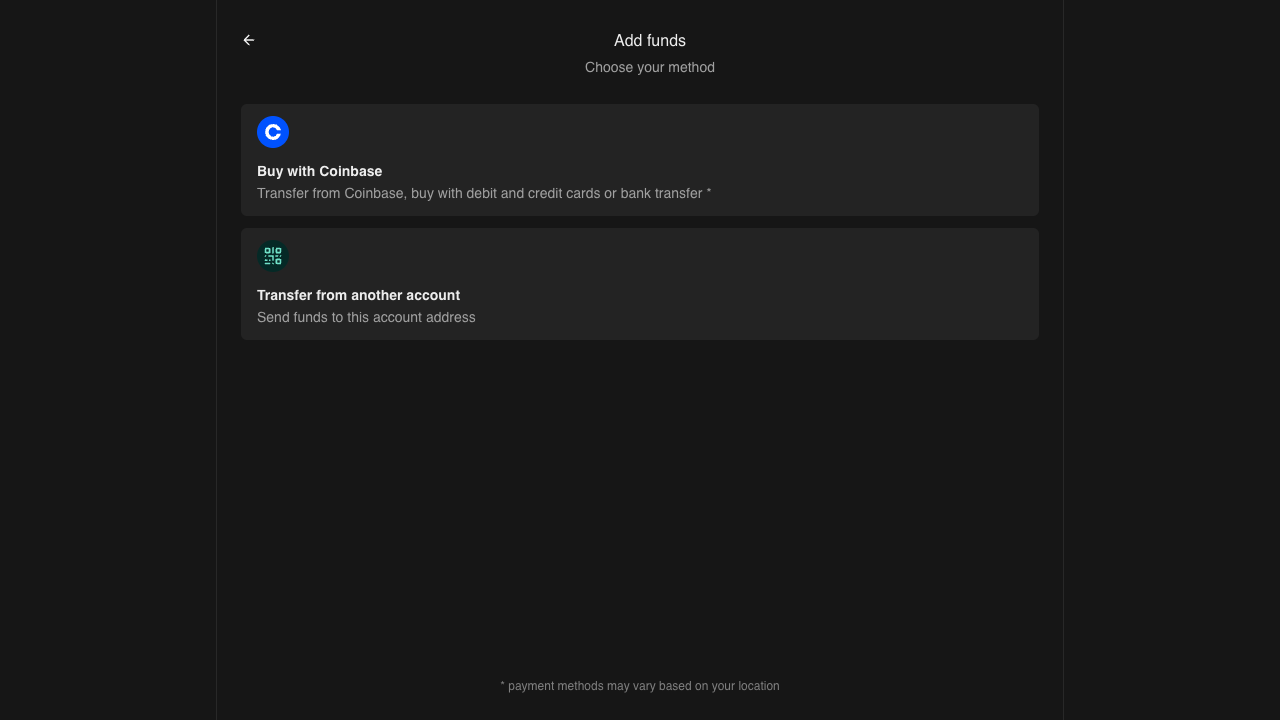 Add funds
Choose your method
Buy with Coinbase
Transfer from Coinbase, buy with debit and credit cards or bank transfer *
Transfer from another account
Send funds to this account address
* payment methods may vary based on your location